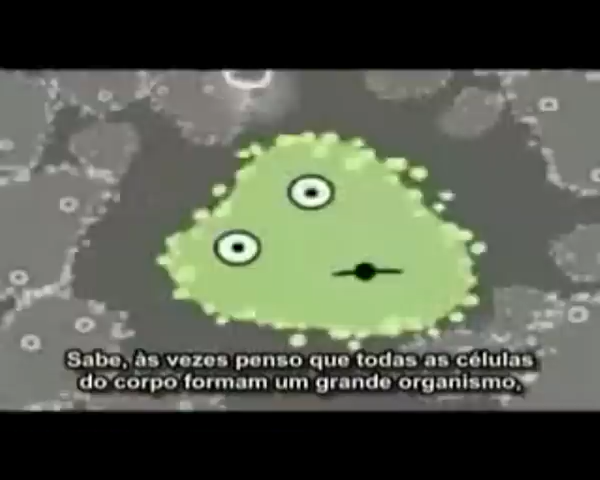 Sabe, às vezes penso que todas as células
do corpo formam um grande organismo,